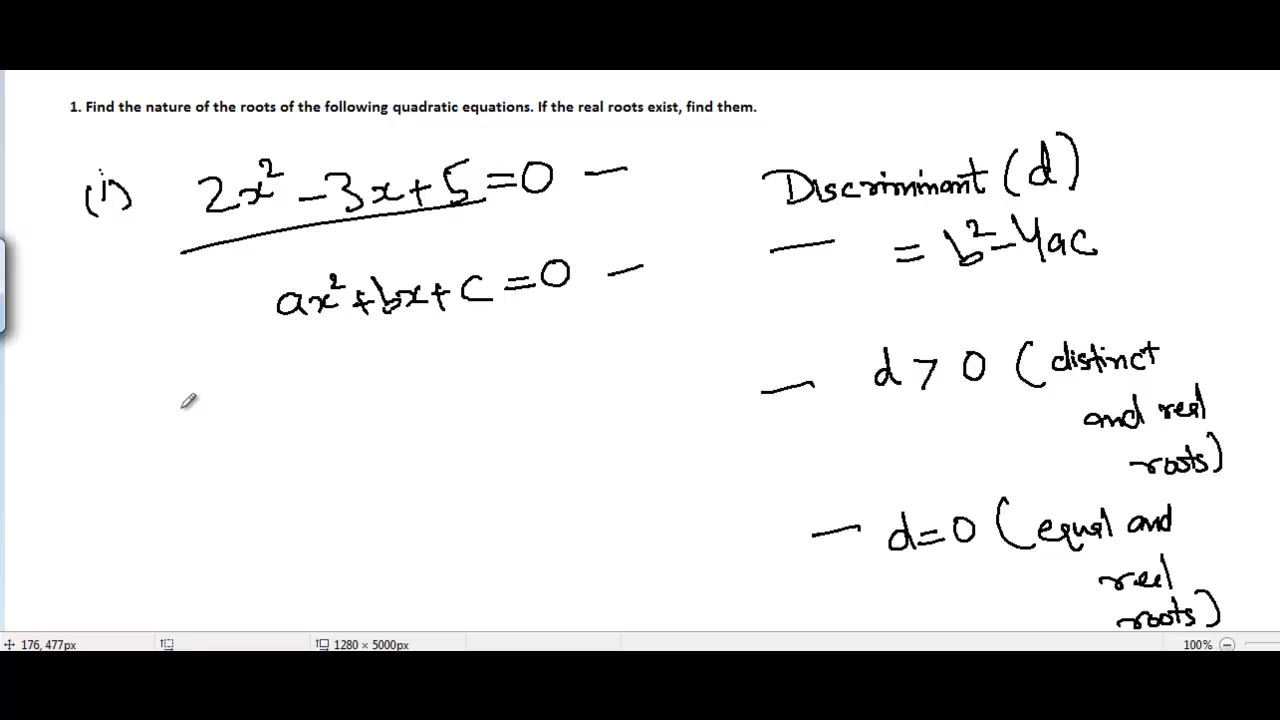 1. Find the nature of the roots of the following quadratic equations. If the real roots exist, find them.
(i) 2x² - 3x + 5 = 0 —
ax² + bx + c = 0 —
Discriminant (d)
— = b² - 4ac
— d > 0 (distinct
and real
roots)
— d = 0 (equal and
real
roots)
176, 477px
1280 × 5000px
100%